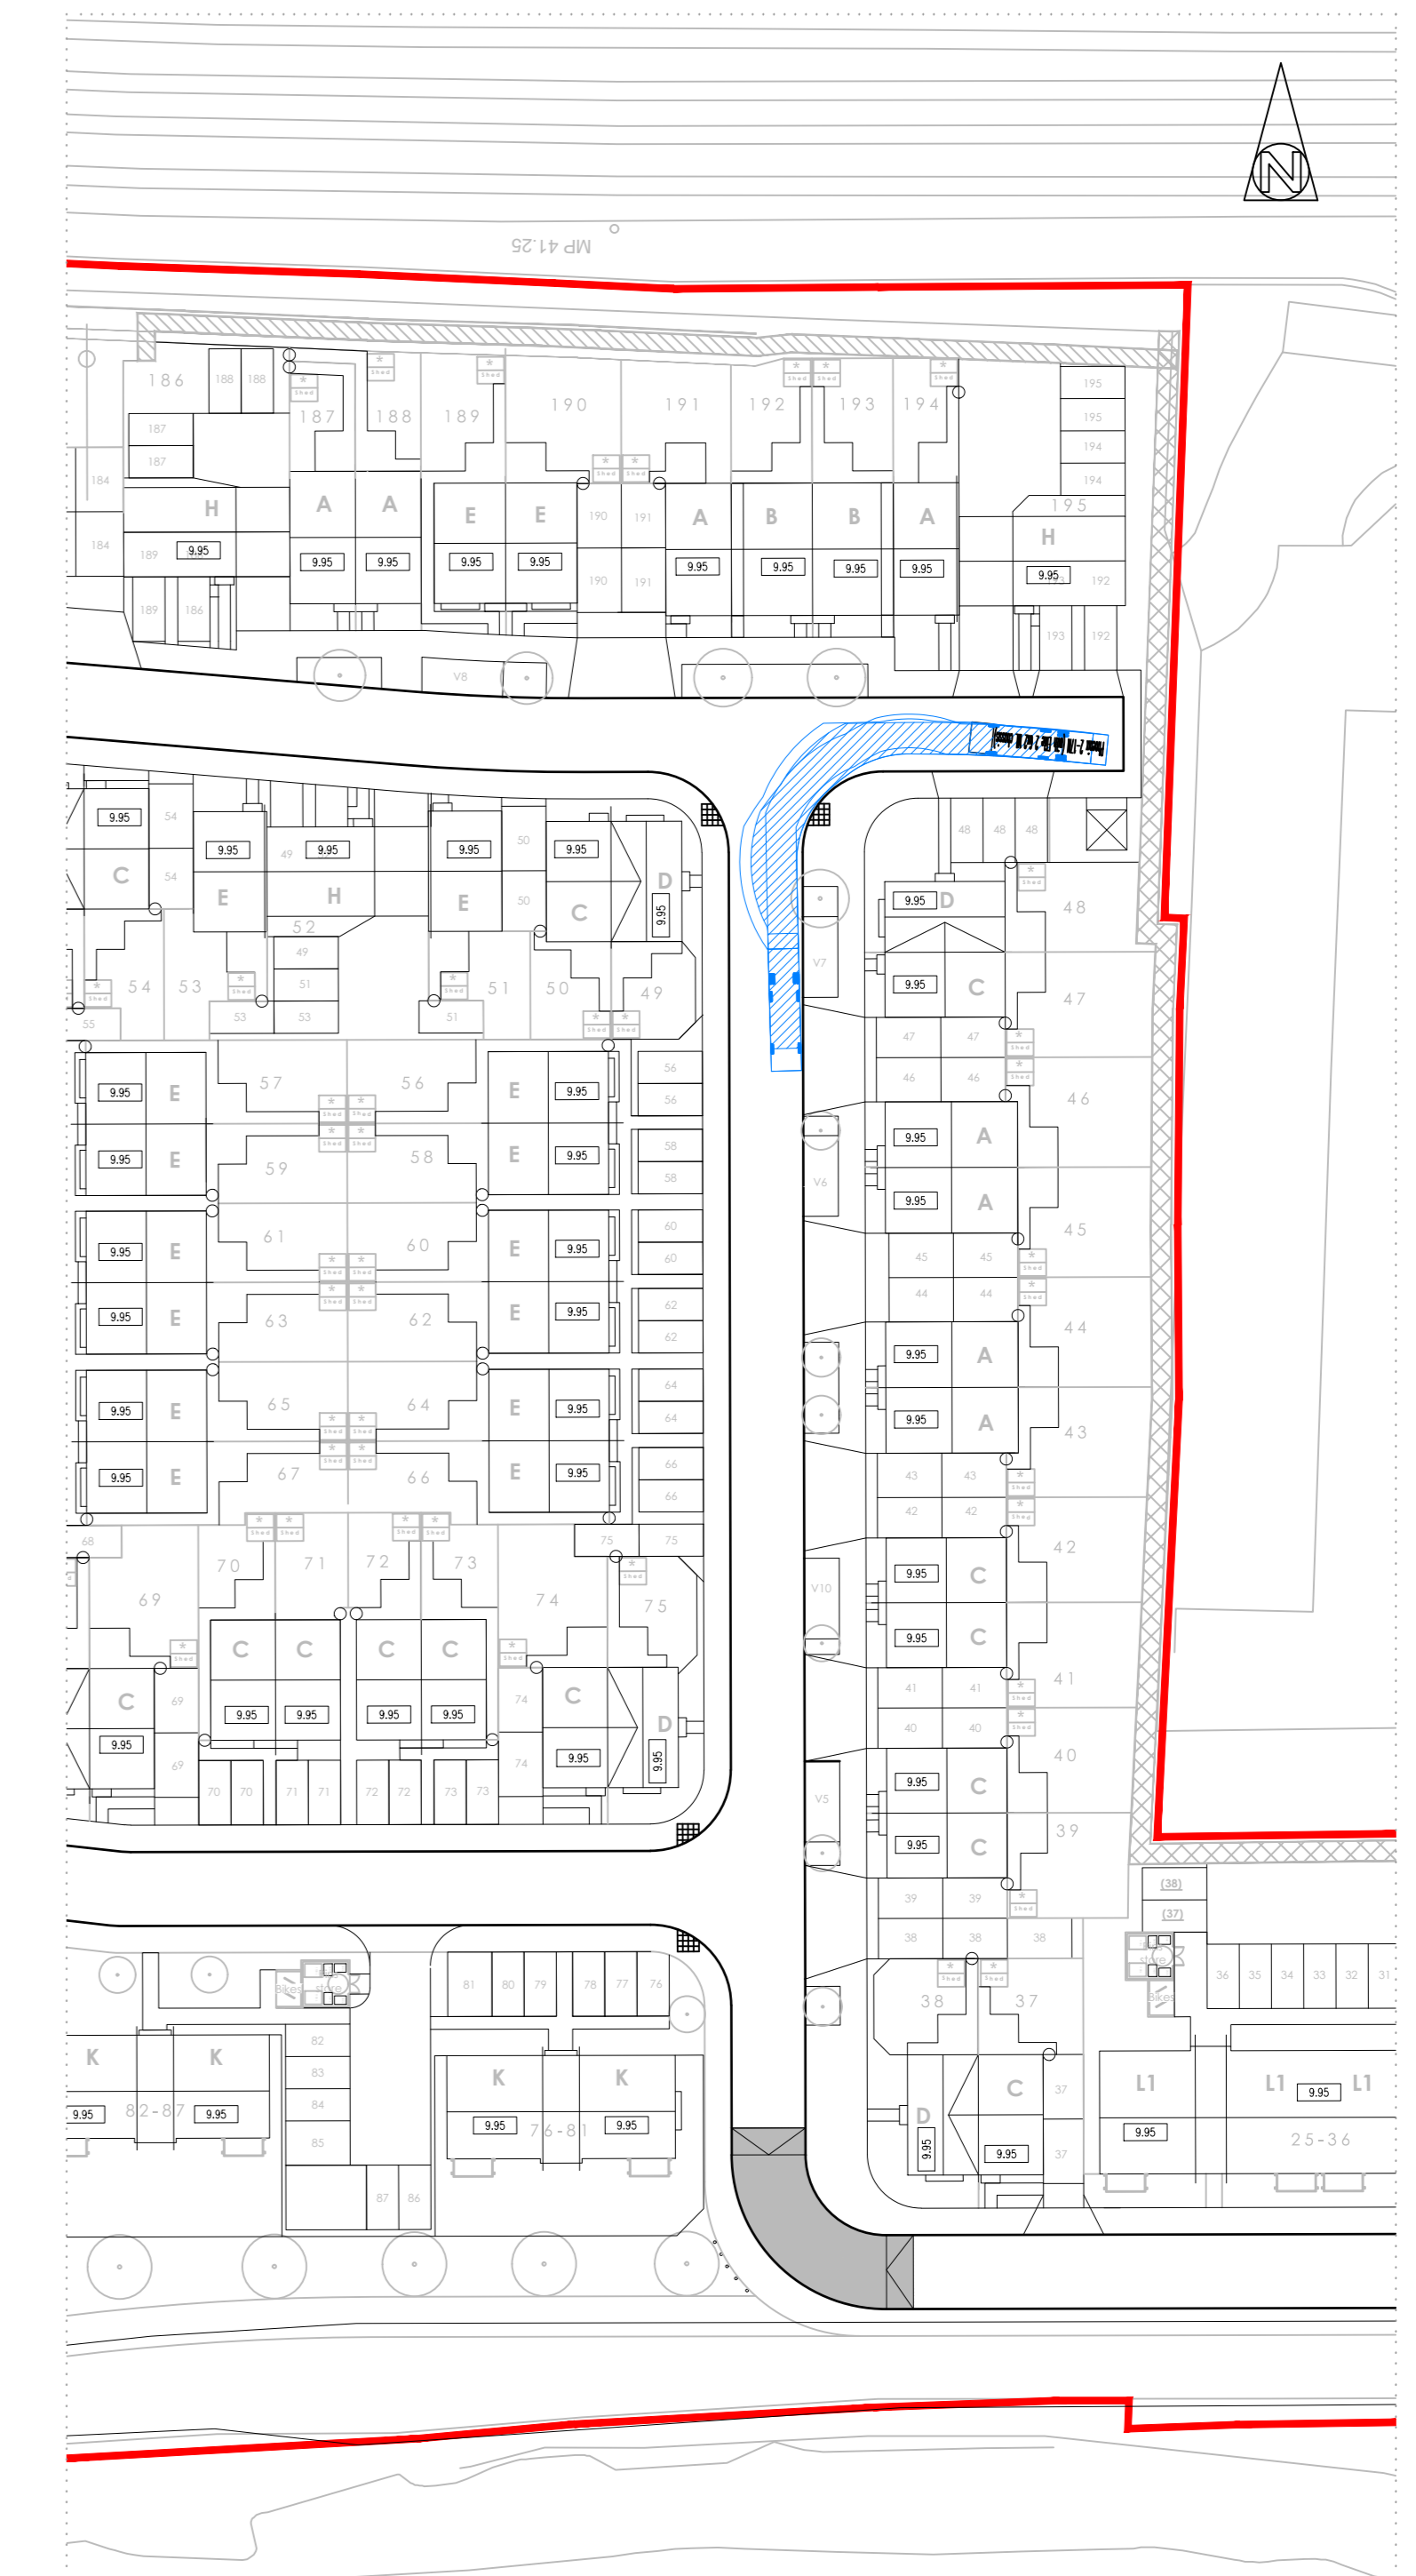 N
MP 41.25
186
188 188
187
188
189
190
191
192
193
194
195
195
194
194
187
187
184
184
H
A A
E E
190 191
A B B A
195
H
189
9.95
9.95 9.95
9.95 9.95
190 191
9.95 9.95 9.95 9.95
9.95
192
189 186
193 192
V8
9.95
54
9.95
49
9.95
9.95
50
9.95
48 48 48
C
54
E
H
E
50
C
D
9.95
9.95
D
48
52
49
54 53
51
53 53
51
51 50 49
55
V7
9.95
C
47
47 47
46 46
46
9.95 E
57 56
E 9.95
56
56
9.95 E
59 58
E 9.95
58
58
V6
9.95 A
9.95 A
45
9.95 E
61 60
E 9.95
60
60
45 45
44 44
9.95 E
63 62
E 9.95
62
62
44
9.95 A
9.95 A
43
9.95 E
65 64
E 9.95
64
64
9.95 E
67 66
E 9.95
66
66
43 43
42 42
68
69
70 71 72 73
74
75 75
75
V10
9.95 C
9.95 C
42
C C C C
C
69
74
C
D
41 41
40 40
41
9.95
9.95 9.95 9.95 9.95
69
74
9.95
9.95
70 70 71 71 72 72 73 73
V5
9.95 C
9.95 C
40
39
39 39
38 38 38
(38)
(37)
store
Bikes
36 35 34 33 32 31
Bikes
store
81 80 79 78 77 76
38 37
82
83
84
85
87 86
K K
9.95 82-87 9.95
K K
9.95 76-81 9.95
D
9.95
C
9.95
37
37
L1
9.95
L1 9.95 L1
25-36